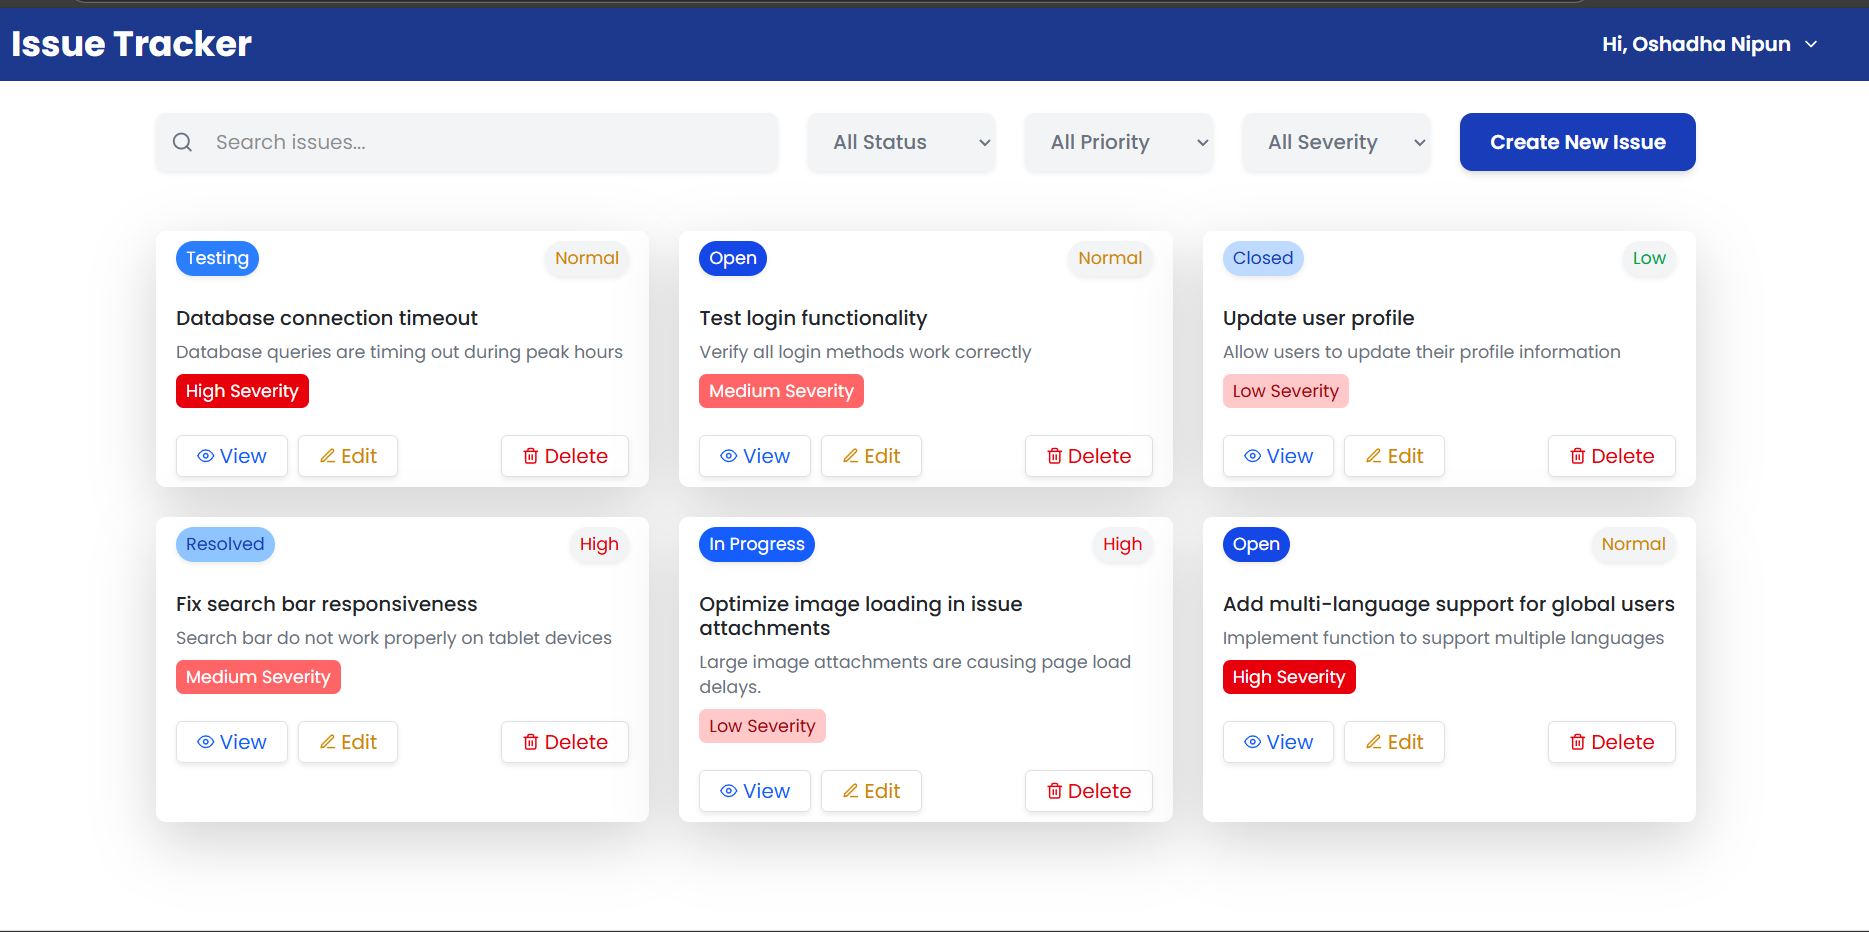 Issue Tracker
Hi, Oshadha Nipun
Search issues...
All Status
All Priority
All Severity
Create New Issue
Testing
Normal
Database connection timeout
Database queries are timing out during peak hours
High Severity
View
Edit
Delete
Open
Normal
Test login functionality
Verify all login methods work correctly
Medium Severity
View
Edit
Delete
Closed
Low
Update user profile
Allow users to update their profile information
Low Severity
View
Edit
Delete
Resolved
High
Fix search bar responsiveness
Search bar do not work properly on tablet devices
Medium Severity
View
Edit
Delete
In Progress
High
Optimize image loading in issue
attachments
Large image attachments are causing page load
delays.
Low Severity
View
Edit
Delete
Open
Normal
Add multi-language support for global users
Implement function to support multiple languages
High Severity
View
Edit
Delete